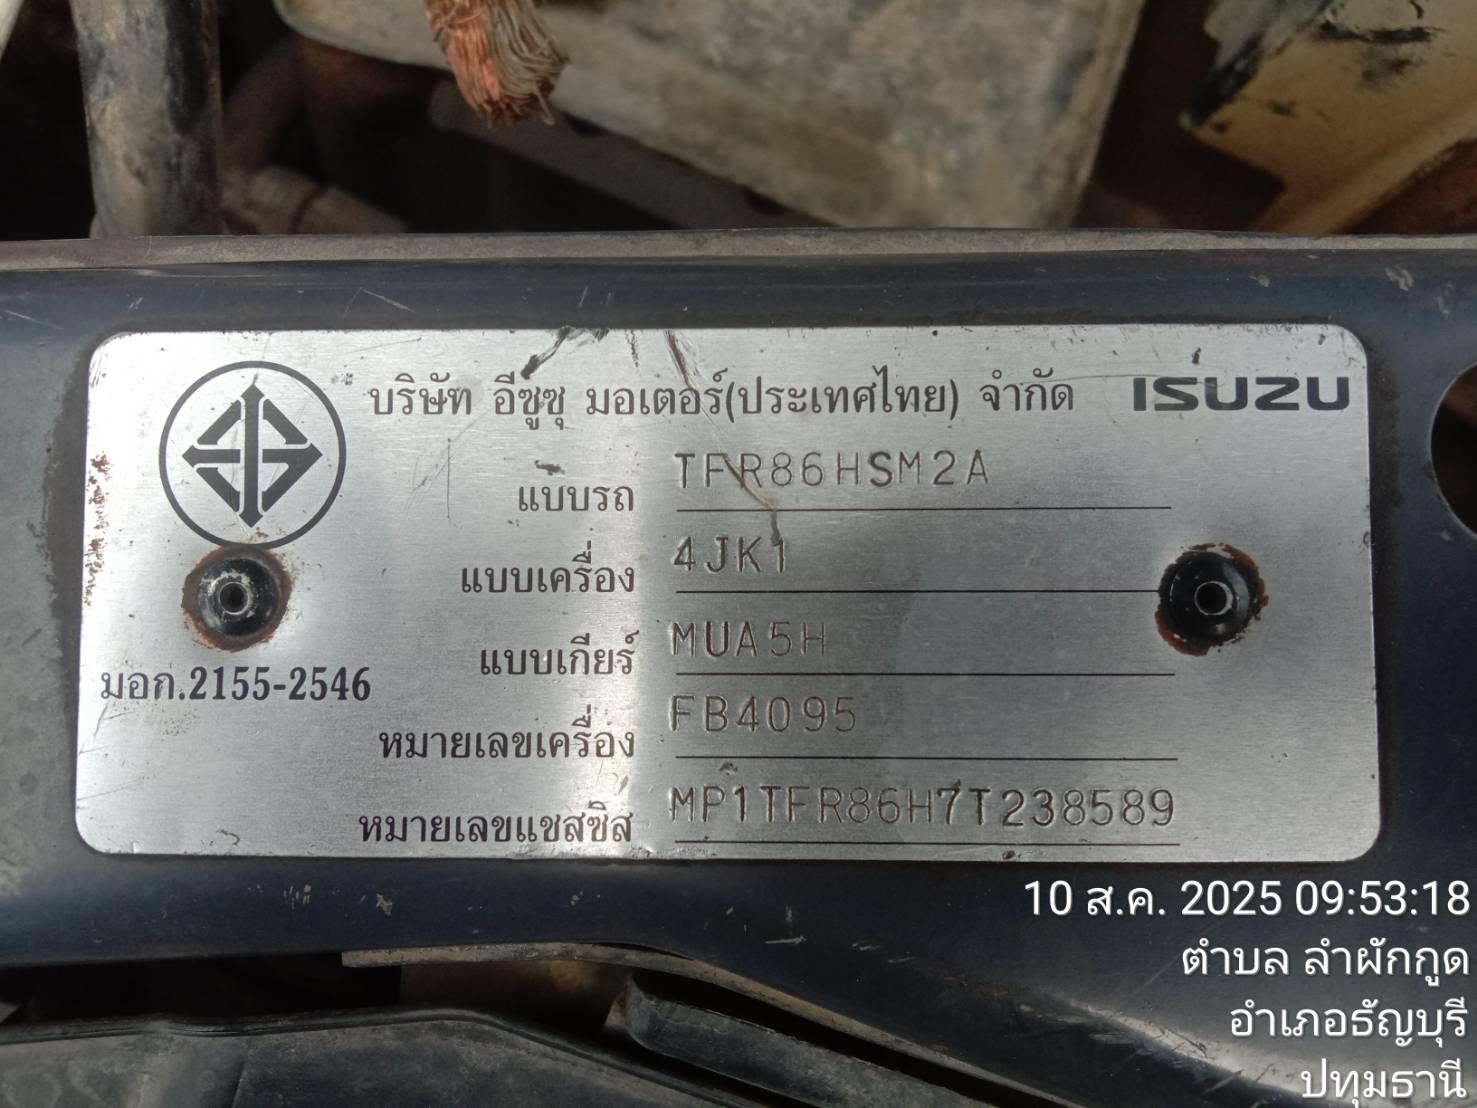 บริษัท อีซูซุ มอเตอร์(ประเทศไทย) จำกัด ISUZU
แบบรถ TFR86HSM2A
แบบเครื่อง 4JK1
แบบเกียร์ MUA5H
มอก.2155-2546
หมายเลขเครื่อง FB4095
หมายเลขแชสซิส MP1TFR86H7T238589
10 ส.ค. 2025 09:53:18
ตำบล ลำผักกูด
อำเภอธัญบุรี
ปทุมธานี